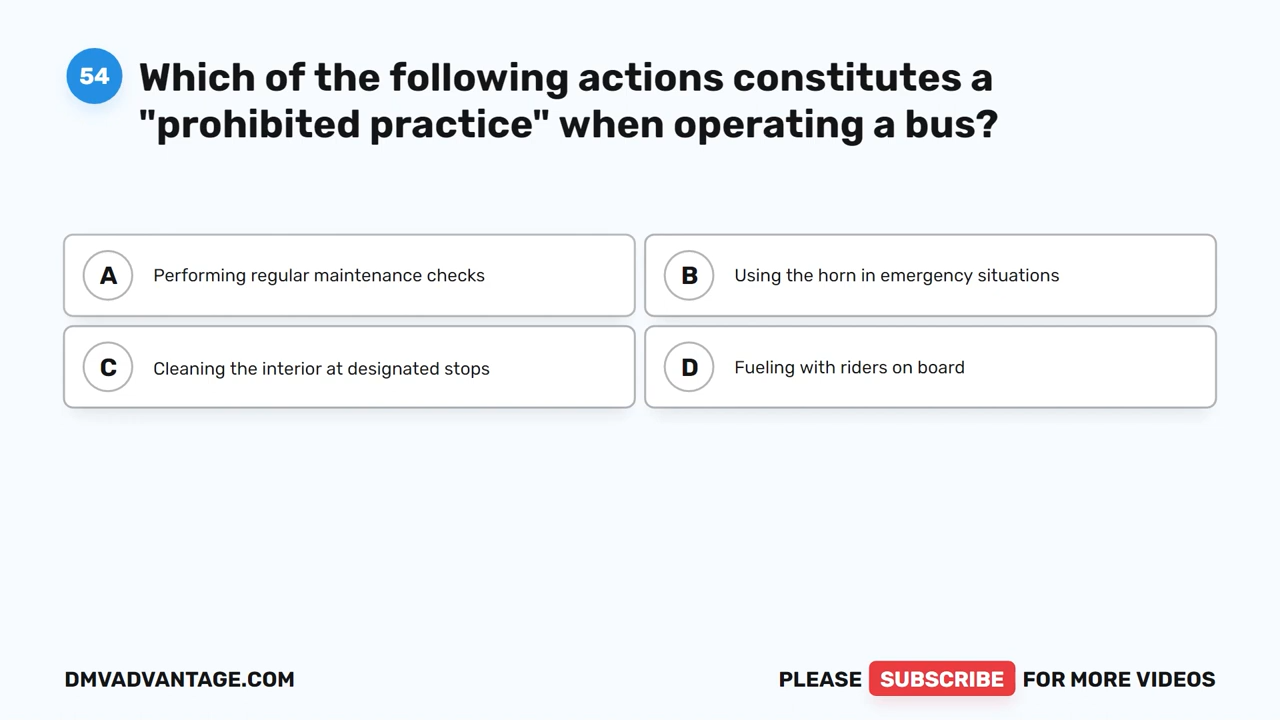 54
Which of the following actions constitutes a
"prohibited practice" when operating a bus?
A Performing regular maintenance checks
B Using the horn in emergency situations
C Cleaning the interior at designated stops
D Fueling with riders on board
DMVADVANTAGE.COM
PLEASE SUBSCRIBE FOR MORE VIDEOS